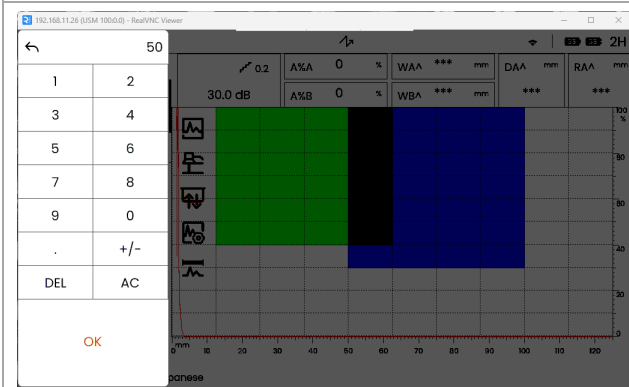 192.168.11.26 (USM 100:0.0) - RealVNC Viewer
50
1 2
3 4
5 6
7 8
9 0
. +/-
DEL AC
OK
2H
0.2
30.0 dB
A%A 0 %
A%B 0 %
WA^ *** mm
WB^ *** mm
DA^ mm
***
RA^ mm
***
100
%
80
60
40
20
0
mm 10 20 30 40 50 60 70 80 90 100 110 120
0
panese